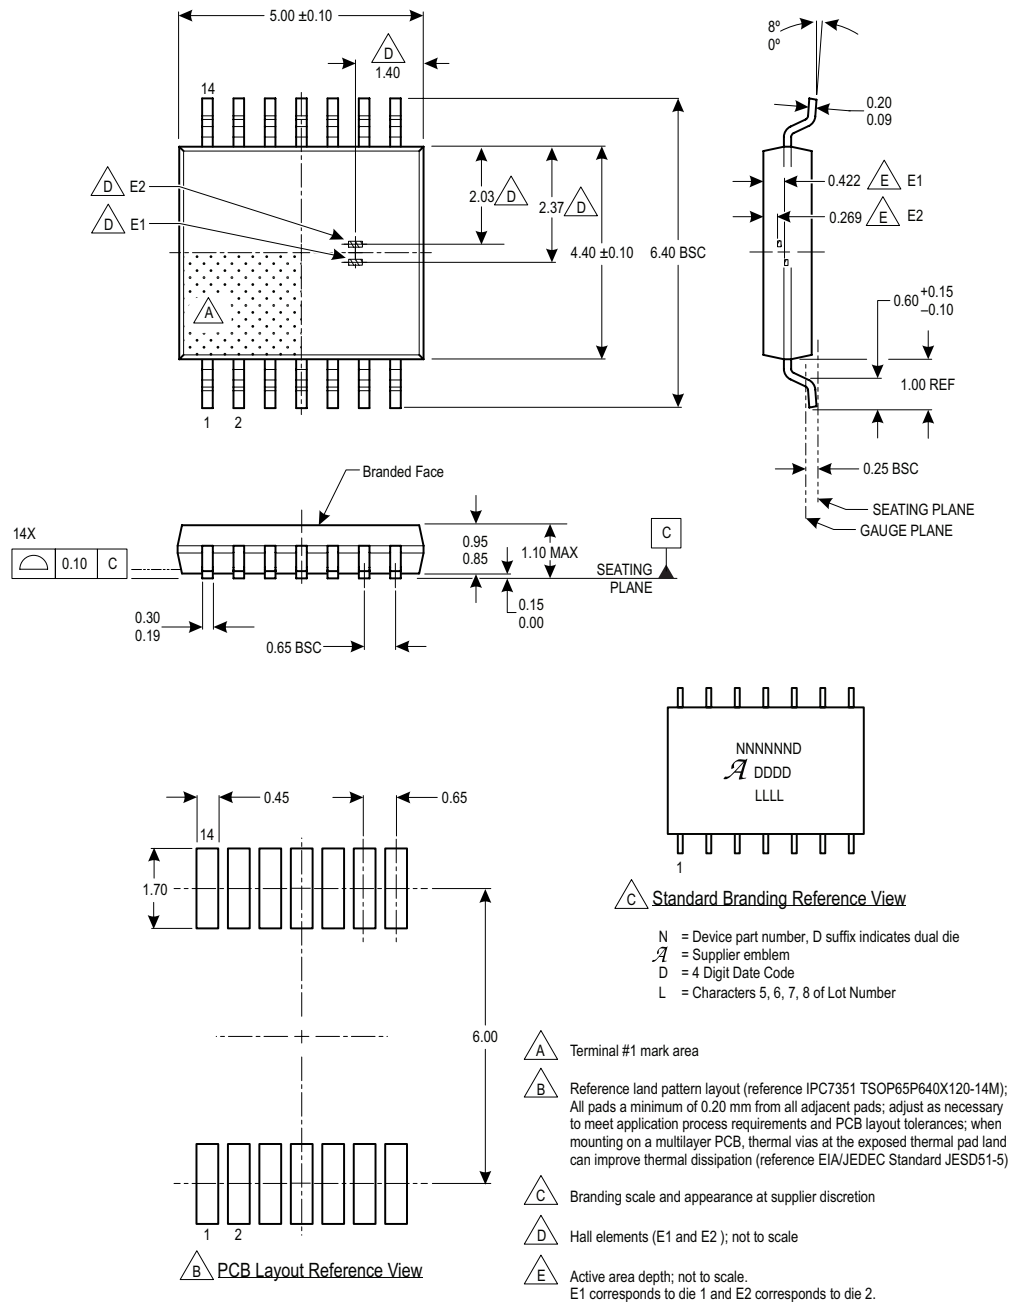 5.00 ±0.10
D
1.40
8º
0º
14
0.20
0.09
D E2
D E1
2.03 D
2.37 D
4.40 ±0.10
6.40 BSC
0.422 E E1
0.269 E E2
A
0.60 +0.15
–0.10
1.00 REF
1 2
0.25 BSC
SEATING PLANE
GAUGE PLANE
Branded Face
14X
0.10 C
0.95
0.85
1.10 MAX
C
SEATING
PLANE
0.15
0.00
0.30
0.19
0.65 BSC
NNNNNND
A DDDD
LLLL
1
C Standard Branding Reference View
N = Device part number, D suffix indicates dual die
A = Supplier emblem
D = 4 Digit Date Code
L = Characters 5, 6, 7, 8 of Lot Number
0.45
0.65
14
1.70
6.00
1 2
B PCB Layout Reference View
A Terminal #1 mark area
B Reference land pattern layout (reference IPC7351 TSOP65P640X120-14M);
All pads a minimum of 0.20 mm from all adjacent pads; adjust as necessary
to meet application process requirements and PCB layout tolerances; when
mounting on a multilayer PCB, thermal vias at the exposed thermal pad land
can improve thermal dissipation (reference EIA/JEDEC Standard JESD51-5)
C Branding scale and appearance at supplier discretion
D Hall elements (E1 and E2 ); not to scale
E Active area depth; not to scale.
E1 corresponds to die 1 and E2 corresponds to die 2.